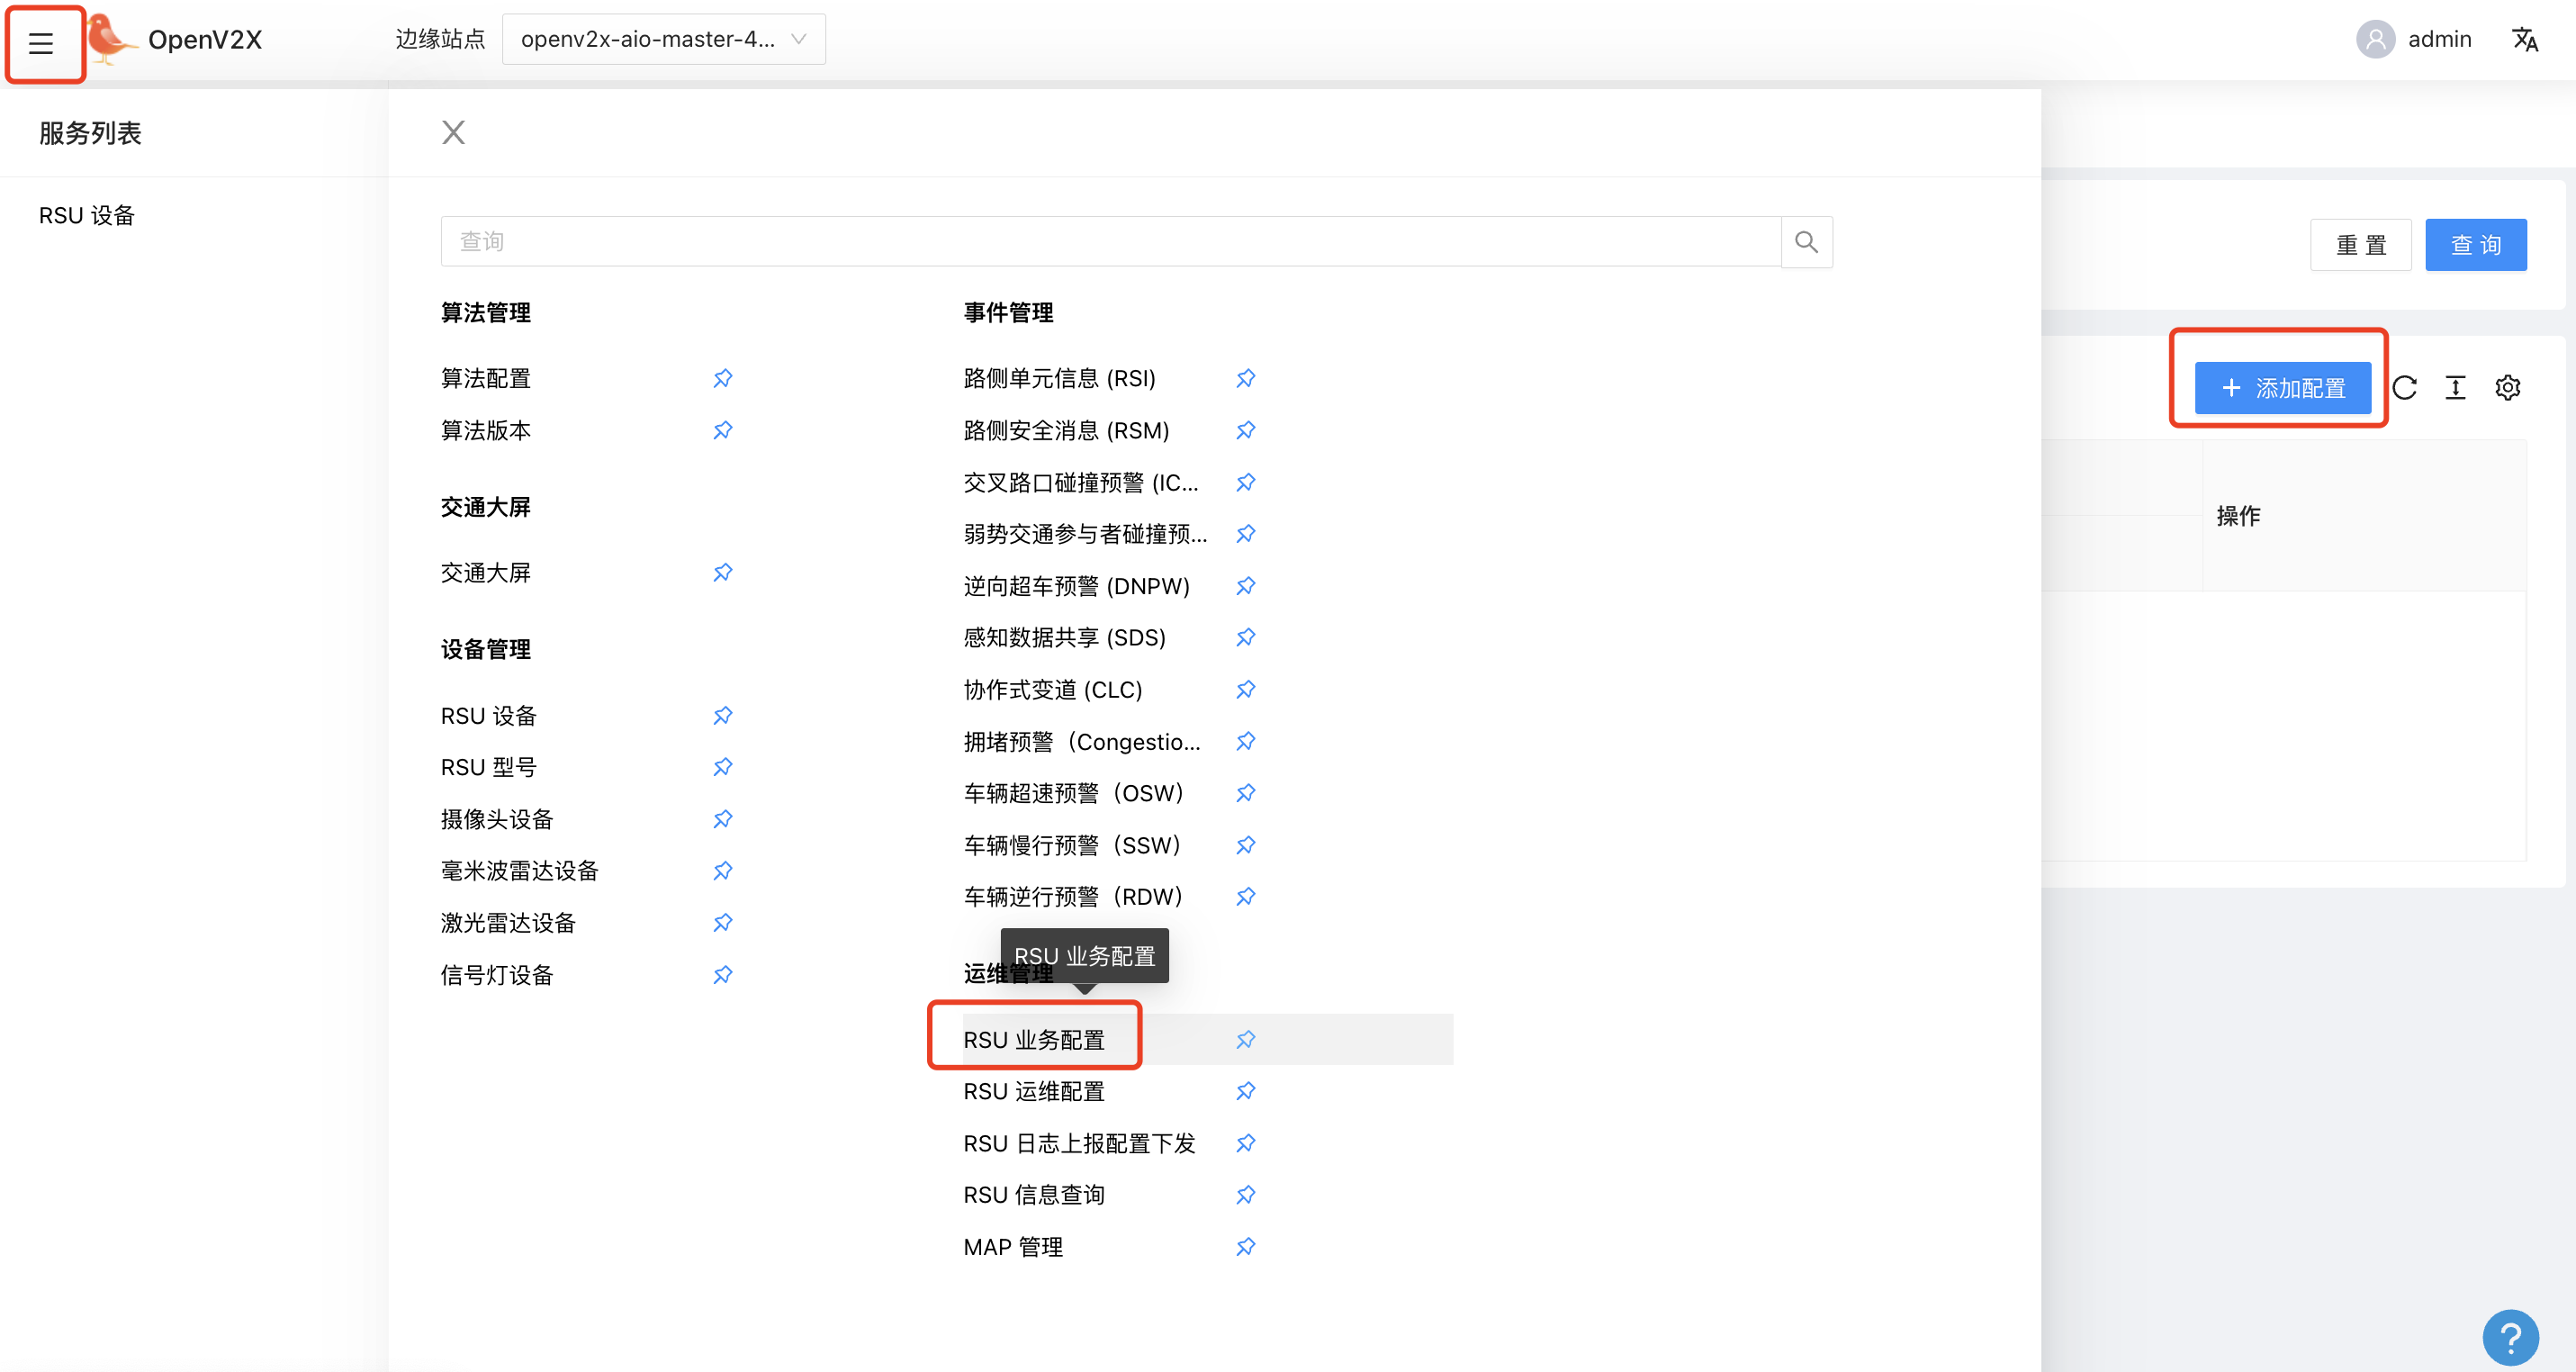 OpenV2X
边缘站点
openv2x-aio-master-4...
admin
服务列表
RSU 设备
查询
重 置
查 询
添加配置
操作
算法管理
算法配置
算法版本
交通大屏
交通大屏
设备管理
RSU 设备
RSU 型号
摄像头设备
毫米波雷达设备
激光雷达设备
信号灯设备
事件管理
路侧单元信息 (RSI)
路侧安全消息 (RSM)
交叉路口碰撞预警 (IC...
弱势交通参与者碰撞预...
逆向超车预警 (DNPW)
感知数据共享 (SDS)
协作式变道 (CLC)
拥堵预警（Congestio...
车辆超速预警（OSW）
车辆慢行预警（SSW）
车辆逆行预警（RDW）
RSU 业务配置
运维管理
RSU 业务配置
RSU 运维配置
RSU 日志上报配置下发
RSU 信息查询
MAP 管理